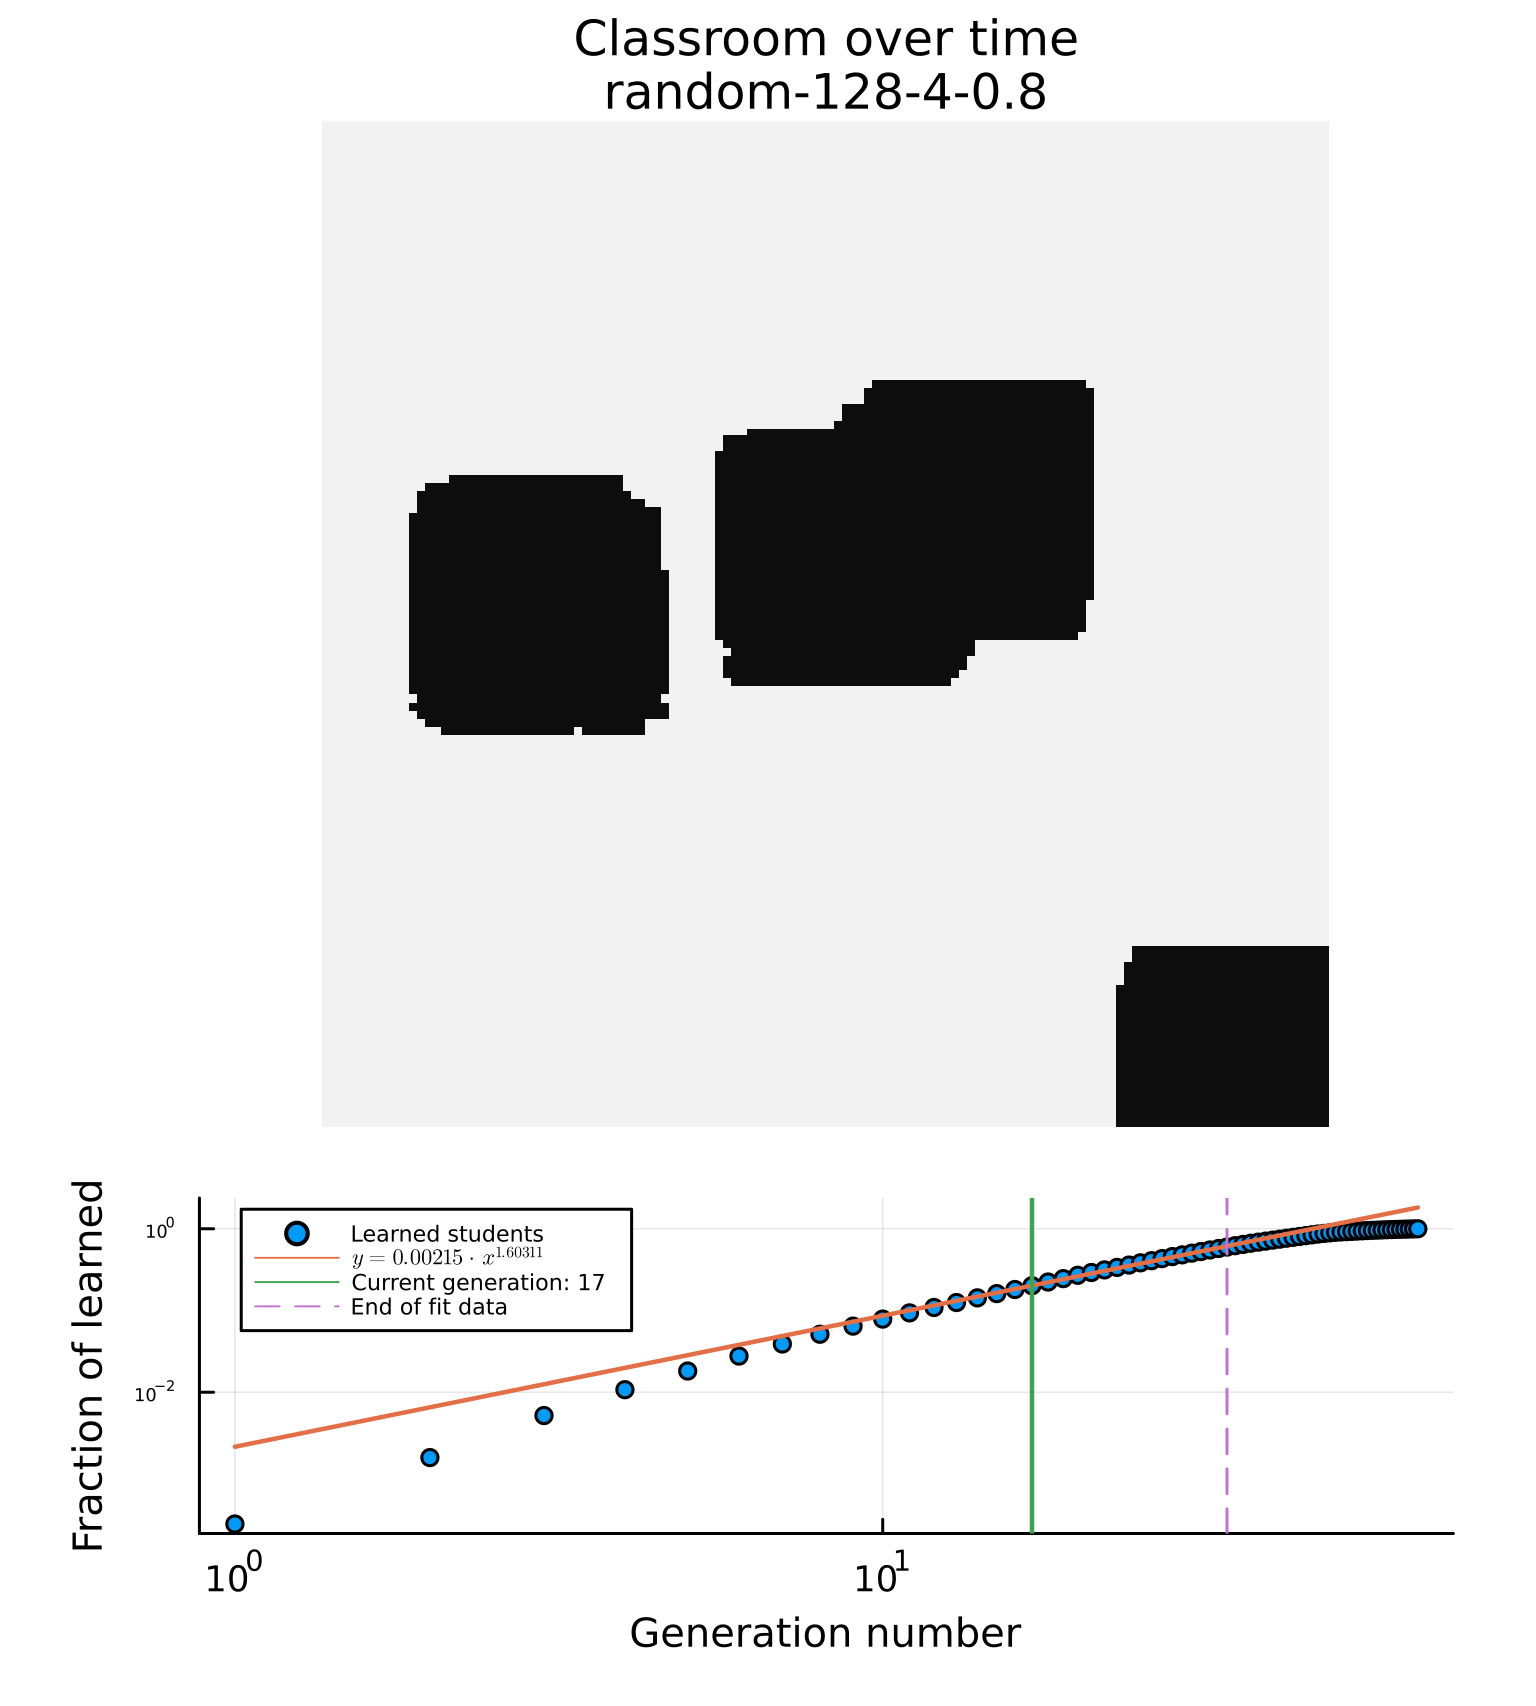 Classroom over time
random-128-4-0.8
Fraction of learned
10^0
10^-2
Learned students
y = 0.00215 · x^1.60311
Current generation: 17
End of fit data
10^0
10^1
Generation number